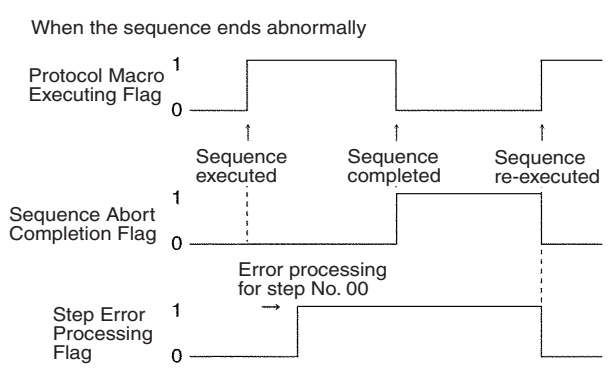 When the sequence ends abnormally
Protocol Macro
Executing Flag
1
0
Sequence
executed
Sequence
completed
Sequence
re-executed
Sequence Abort
Completion Flag
1
0
Error processing
for step No. 00
Step Error
Processing
Flag
1
0